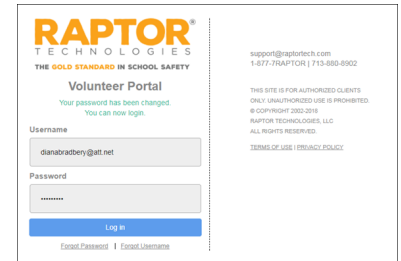 RAPTOR®
TECHNOLOGIES
THE GOLD STANDARD IN SCHOOL SAFETY
Volunteer Portal
Your password has been changed.
You can now login.
Username
dianabradbery@att.net
Password
•••••••••
Log in
Forgot Password | Forgot Username
support@raptortech.com
1-877-7RAPTOR | 713-880-8902
THIS SITE IS FOR AUTHORIZED CLIENTS
ONLY. UNAUTHORIZED USE IS PROHIBITED.
© COPYRIGHT 2002-2016
RAPTOR TECHNOLOGIES, LLC
ALL RIGHTS RESERVED.
TERMS OF USE | PRIVACY POLICY